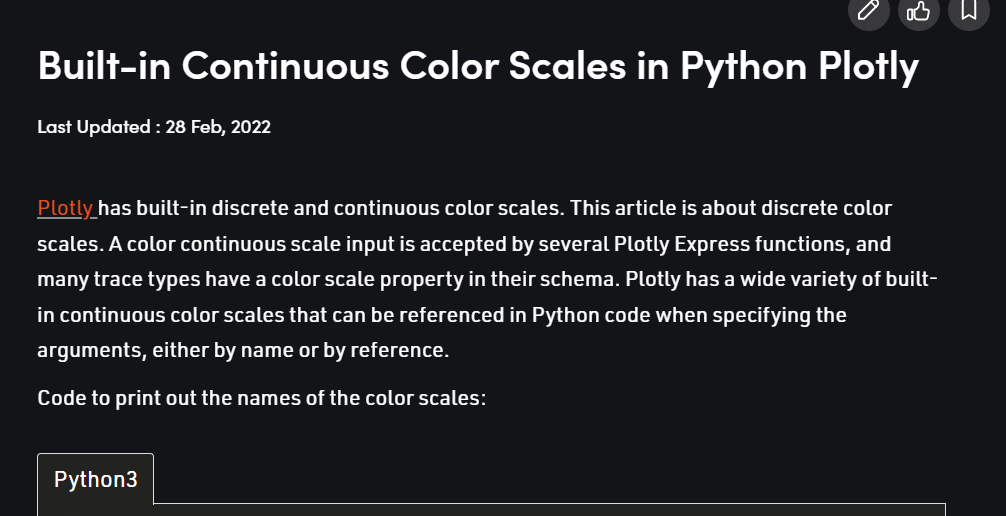 Built-in Continuous Color Scales in Python Plotly
Last Updated : 28 Feb, 2022
Plotly has built-in discrete and continuous color scales. This article is about discrete color
scales. A color continuous scale input is accepted by several Plotly Express functions, and
many trace types have a color scale property in their schema. Plotly has a wide variety of built-
in continuous color scales that can be referenced in Python code when specifying the
arguments, either by name or by reference.
Code to print out the names of the color scales:
Python3